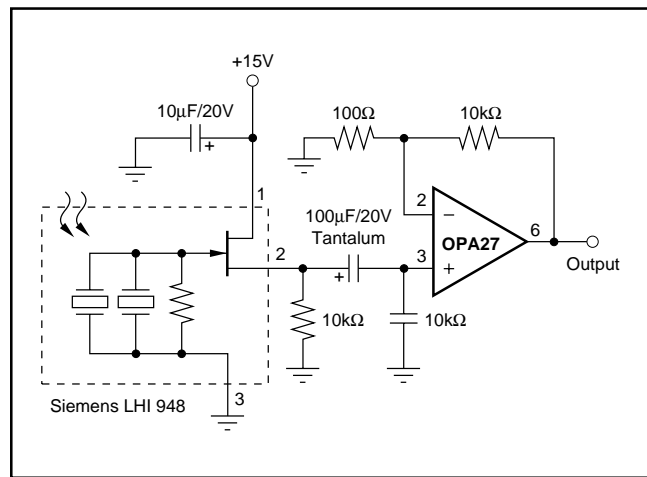 +15V
10µF/20V
+
100Ω
10kΩ
1
2
3
100µF/20V
Tantalum
+
10kΩ
10kΩ
2
−
3
+
OPA27
6
Output
Siemens LHI 948